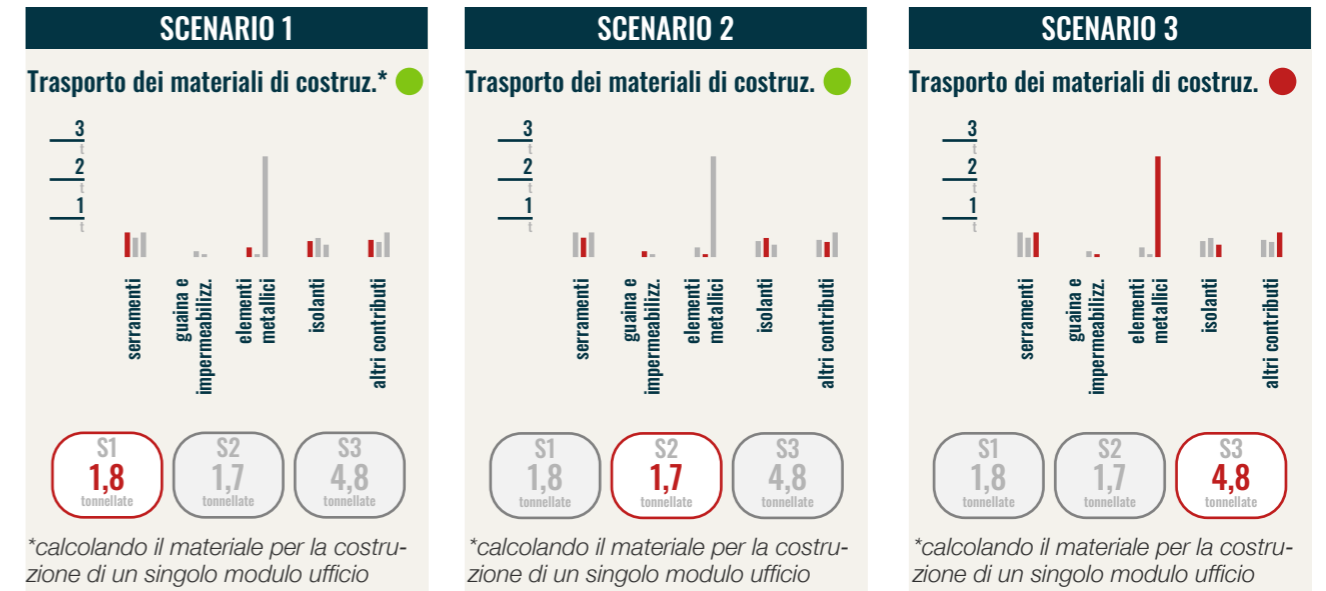 SCENARIO 1
Trasporto dei materiali di costruz.*
3
t
2
t
1
t
serramenti
guaina e
impermeabilizz.
elementi
metallici
isolanti
altri contributi
S1
1,8
tonnellate
S2
1,7
tonnellate
S3
4,8
tonnellate
*calcolando il materiale per la costru-
zione di un singolo modulo ufficio
SCENARIO 2
Trasporto dei materiali di costruz.
3
t
2
t
1
t
serramenti
guaina e
impermeabilizz.
elementi
metallici
isolanti
altri contributi
S1
1,8
tonnellate
S2
1,7
tonnellate
S3
4,8
tonnellate
*calcolando il materiale per la costru-
zione di un singolo modulo ufficio
SCENARIO 3
Trasporto dei materiali di costruz.
3
t
2
t
1
t
serramenti
guaina e
impermeabilizz.
elementi
metallici
isolanti
altri contributi
S1
1,8
tonnellate
S2
1,7
tonnellate
S3
4,8
tonnellate
*calcolando il materiale per la costru-
zione di un singolo modulo ufficio